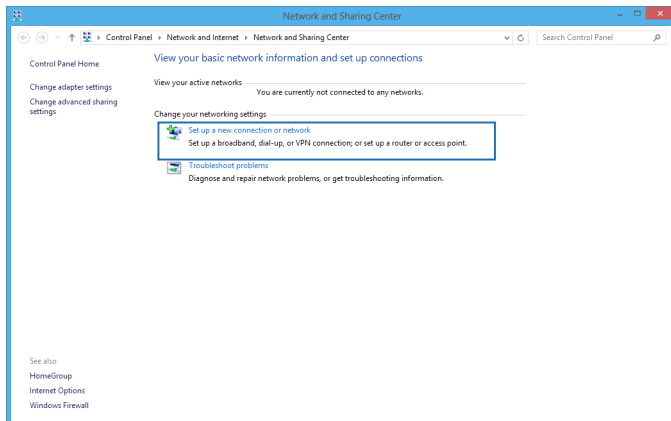 Network and Sharing Center
Control Panel Network and Internet Network and Sharing Center
Search Control Panel
Control Panel Home
Change adapter settings
Change advanced sharing
settings
View your basic network information and set up connections
View your active networks
You are currently not connected to any networks.
Change your networking settings
Set up a new connection or network
Set up a broadband, dial-up, or VPN connection; or set up a router or access point.
Troubleshoot problems
Diagnose and repair network problems, or get troubleshooting information.
See also
HomeGroup
Internet Options
Windows Firewall